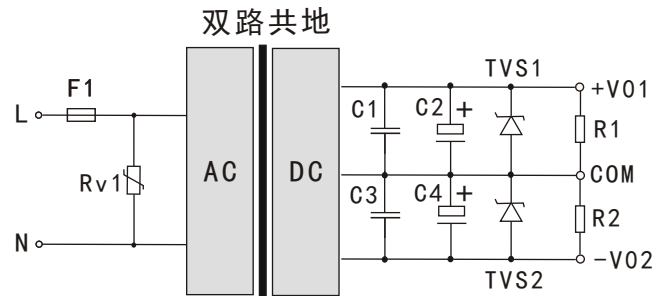 双路共地
F1
L
Rv1
N
AC
DC
TVS1
C1
C2
+
+VO1
R1
COM
C3
C4
+
R2
-VO2
TVS2